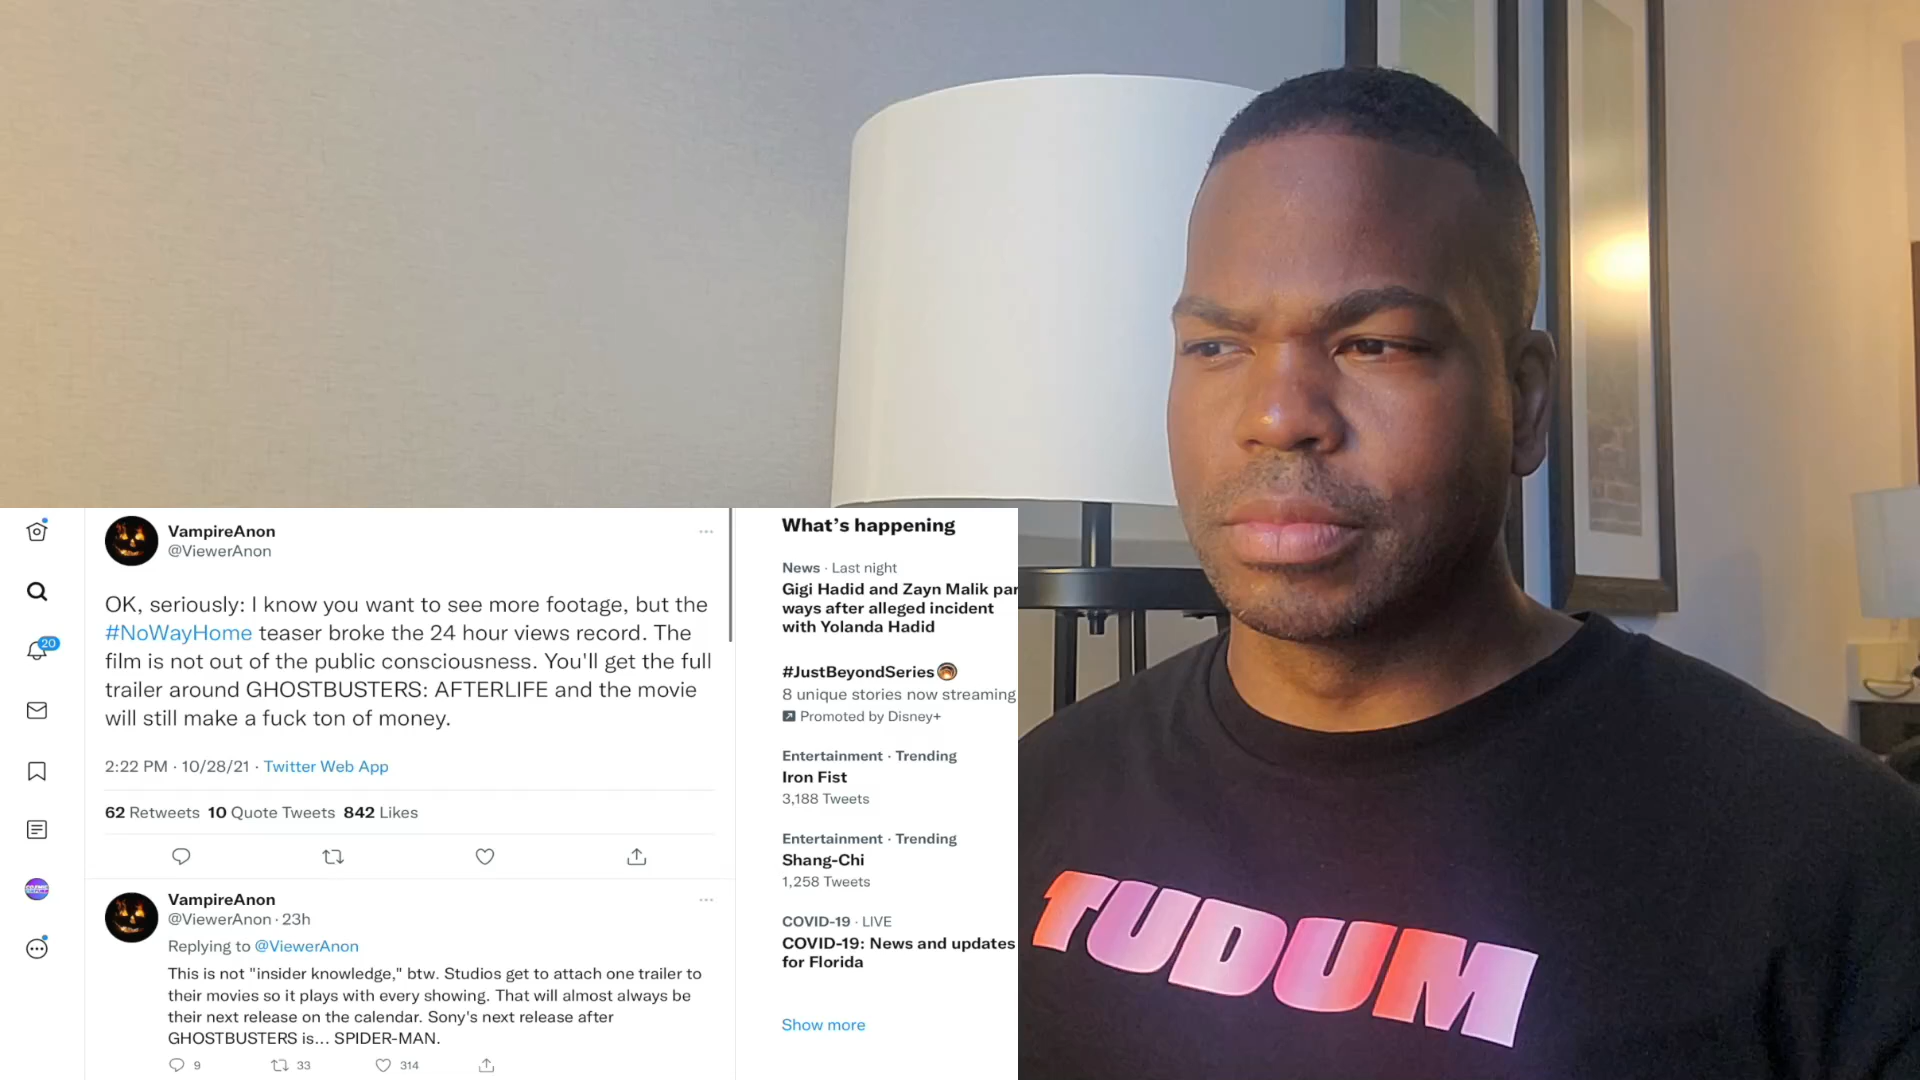 VampireAnon
@ViewerAnon
OK, seriously: I know you want to see more footage, but the
#NoWayHome teaser broke the 24 hour views record. The
film is not out of the public consciousness. You'll get the full
trailer around GHOSTBUSTERS: AFTERLIFE and the movie
will still make a fuck ton of money.
2:22 PM · 10/28/21 · Twitter Web App
62 Retweets 10 Quote Tweets 842 Likes
VampireAnon
@ViewerAnon · 23h
Replying to @ViewerAnon
This is not "insider knowledge," btw. Studios get to attach one trailer to
their movies so it plays with every showing. That will almost always be
their next release on the calendar. Sony's next release after
GHOSTBUSTERS is... SPIDER-MAN.
9 33 314
20
What's happening
News · Last night
Gigi Hadid and Zayn Malik par
ways after alleged incident
with Yolanda Hadid
#JustBeyondSeries
8 unique stories now streaming
Promoted by Disney+
Entertainment · Trending
Iron Fist
3,188 Tweets
Entertainment · Trending
Shang-Chi
1,258 Tweets
COVID-19 · LIVE
COVID-19: News and updates
for Florida
Show more
TUDUM